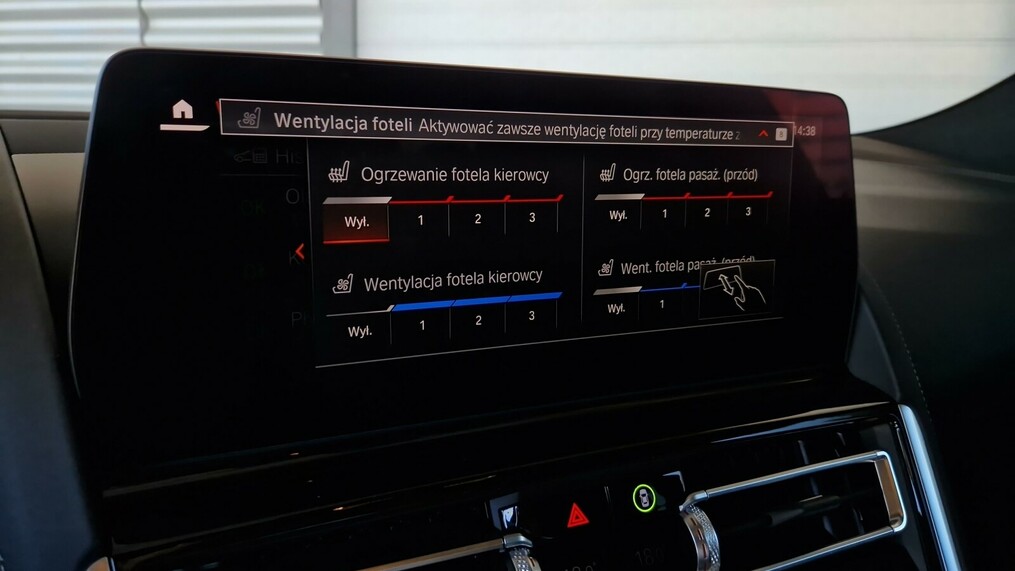 Wentylacja foteli Aktywować zawsze wentylację foteli przy temperaturze
14:38
Ogrzewanie fotela kierowcy
Wył. 1 2 3
Ogrz. fotela pasaż. (przód)
Wył. 1 2 3
Wentylacja fotela kierowcy
Wył. 1 2 3
Went. fotela pasaż. (przód)
Wył. 1